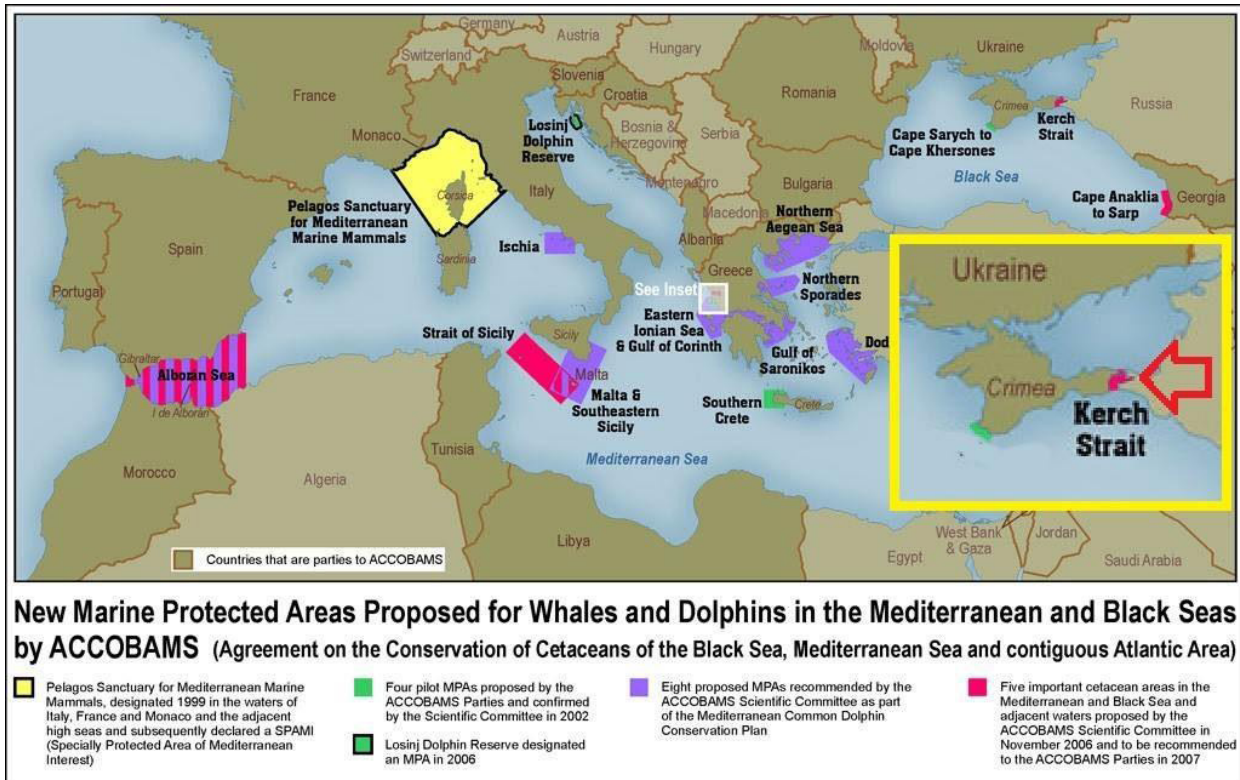 Germany
Austria
Switzerland
Hungary
Moldova
Ukraine
Slovenia
France
Croatia
Romania
Russia
Crimea
Monaco
Losinj
Dolphin
Reserve
Bosnia &
Herzegovina
Serbia
Cape Sarych to
Cape Khersones
Kerch
Strait
Corsica
Italy
Montenegro
Bulgaria
Black Sea
Pelagos Sanctuary
for Mediterranean
Marine Mammals
Macedonia
Cape Anaklia
to Sarp
Georgia
Spain
Ischia
Albania
Northern
Aegean Sea
Sardinia
Greece
Portugal
See Inset
Northern
Sporades
Strait of Sicily
Sicily
Eastern
Ionian Sea
& Gulf of Corinth
Gulf of
Saronikos
Dod
Gibraltar
Alboran Sea
I de Alborán
Malta
Malta &
Southeastern
Sicily
Southern
Crete
Crete
Ukraine
Crimea
Kerch
Strait
Tunisia
Mediterranean Sea
Morocco
Algeria
Libya
Egypt
West Bank
& Gaza
Jordan
Saudi Arabia
Countries that are parties to ACCOBAMS
New Marine Protected Areas Proposed for Whales and Dolphins in the Mediterranean and Black Seas
by ACCOBAMS (Agreement on the Conservation of Cetaceans of the Black Sea, Mediterranean Sea and contiguous Atlantic Area)
Pelagos Sanctuary for Mediterranean Marine
Mammals, designated 1999 in the waters of
Italy, France and Monaco and the adjacent
high seas and subsequently declared a SPAMI
(Specially Protected Area of Mediterranean
Interest)
Four pilot MPAs proposed by the
ACCOBAMS Parties and confirmed
by the Scientific Committee in 2002
Losinj Dolphin Reserve designated
an MPA in 2006
Eight proposed MPAs recommended by the
ACCOBAMS Scientific Committee as part
of the Mediterranean Common Dolphin
Conservation Plan
Five important cetacean areas in the
Mediterranean and Black Sea and
adjacent waters proposed by the
ACCOBAMS Scientific Committee in
November 2006 and to be recommended
to the ACCOBAMS Parties in 2007